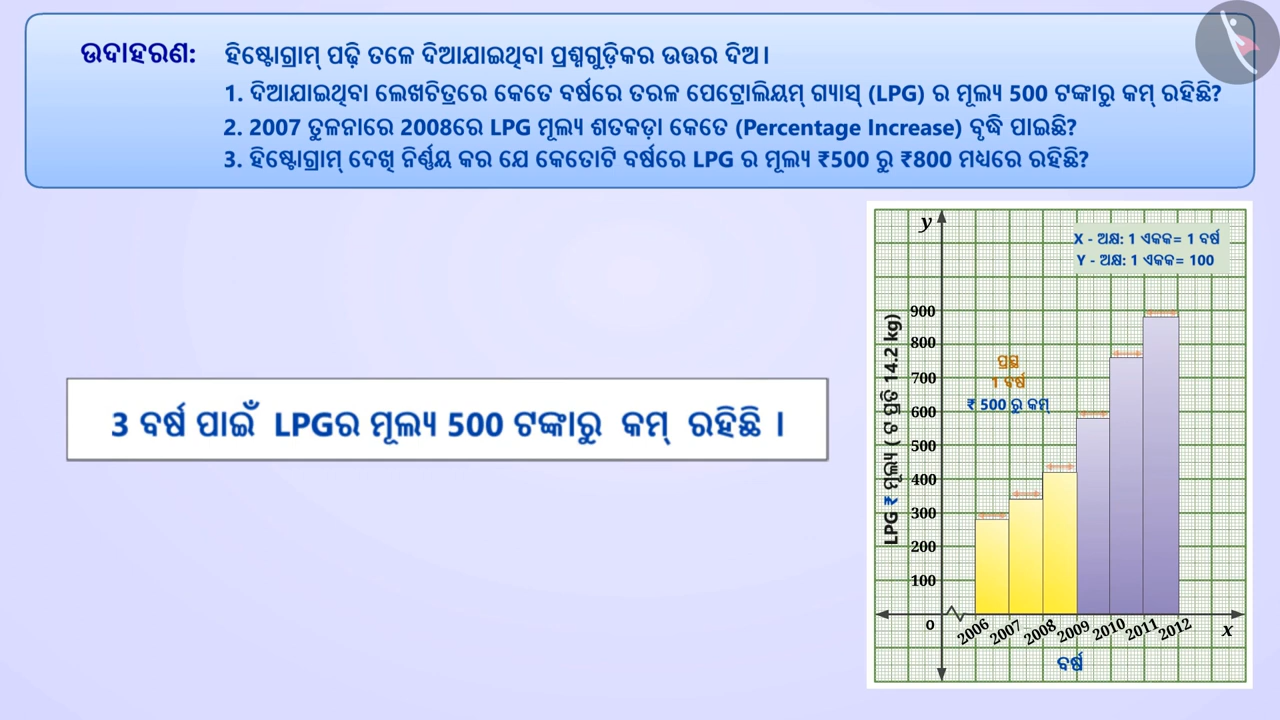 ଉଦାହରଣ: ହିଷ୍ଟୋଗ୍ରାମ୍ ପଢ଼ି ତଳେ ଦିଆଯାଇଥିବା ପ୍ରଶ୍ନଗୁଡ଼ିକର ଉତ୍ତର ଦିଅ।
1. ଦିଆଯାଇଥିବା ଲେଖଚିତ୍ରରେ କେତେ ବର୍ଷରେ ତରଳ ପେଟ୍ରୋଲିୟମ୍ ଗ୍ୟାସ୍ (LPG) ର ମୂଲ୍ୟ 500 ଟଙ୍କାରୁ କମ୍ ରହିଛି?
2. 2007 ତୁଳନାରେ 2008ରେ LPG ମୂଲ୍ୟ ଶତକଡ଼ା କେତେ (Percentage Increase) ବୃଦ୍ଧି ପାଇଛି?
3. ହିଷ୍ଟୋଗ୍ରାମ୍ ଦେଖି ନିର୍ଣ୍ଣୟ କର ଯେ କେତୋଟି ବର୍ଷରେ LPG ର ମୂଲ୍ୟ ₹500 ରୁ ₹800 ମଧ୍ୟରେ ରହିଛି?
3 ବର୍ଷ ପାଇଁ LPGର ମୂଲ୍ୟ 500 ଟଙ୍କାରୁ କମ୍ ରହିଛି ।
y
X - ଅକ୍ଷ: 1 ଏକକ= 1 ବର୍ଷ
Y - ଅକ୍ଷ: 1 ଏକକ= 100
900
800
700
600
500
400
300
200
100
ପ୍ରସ୍ଥ
1 ବର୍ଷ
₹ 500 ରୁ କମ୍
LPG ₹ ମୂଲ୍ୟ ( ଟ ପ୍ରତି 14.2 kg)
o
2006 2007 2008 2009 2010 2011 2012
x
ବର୍ଷ